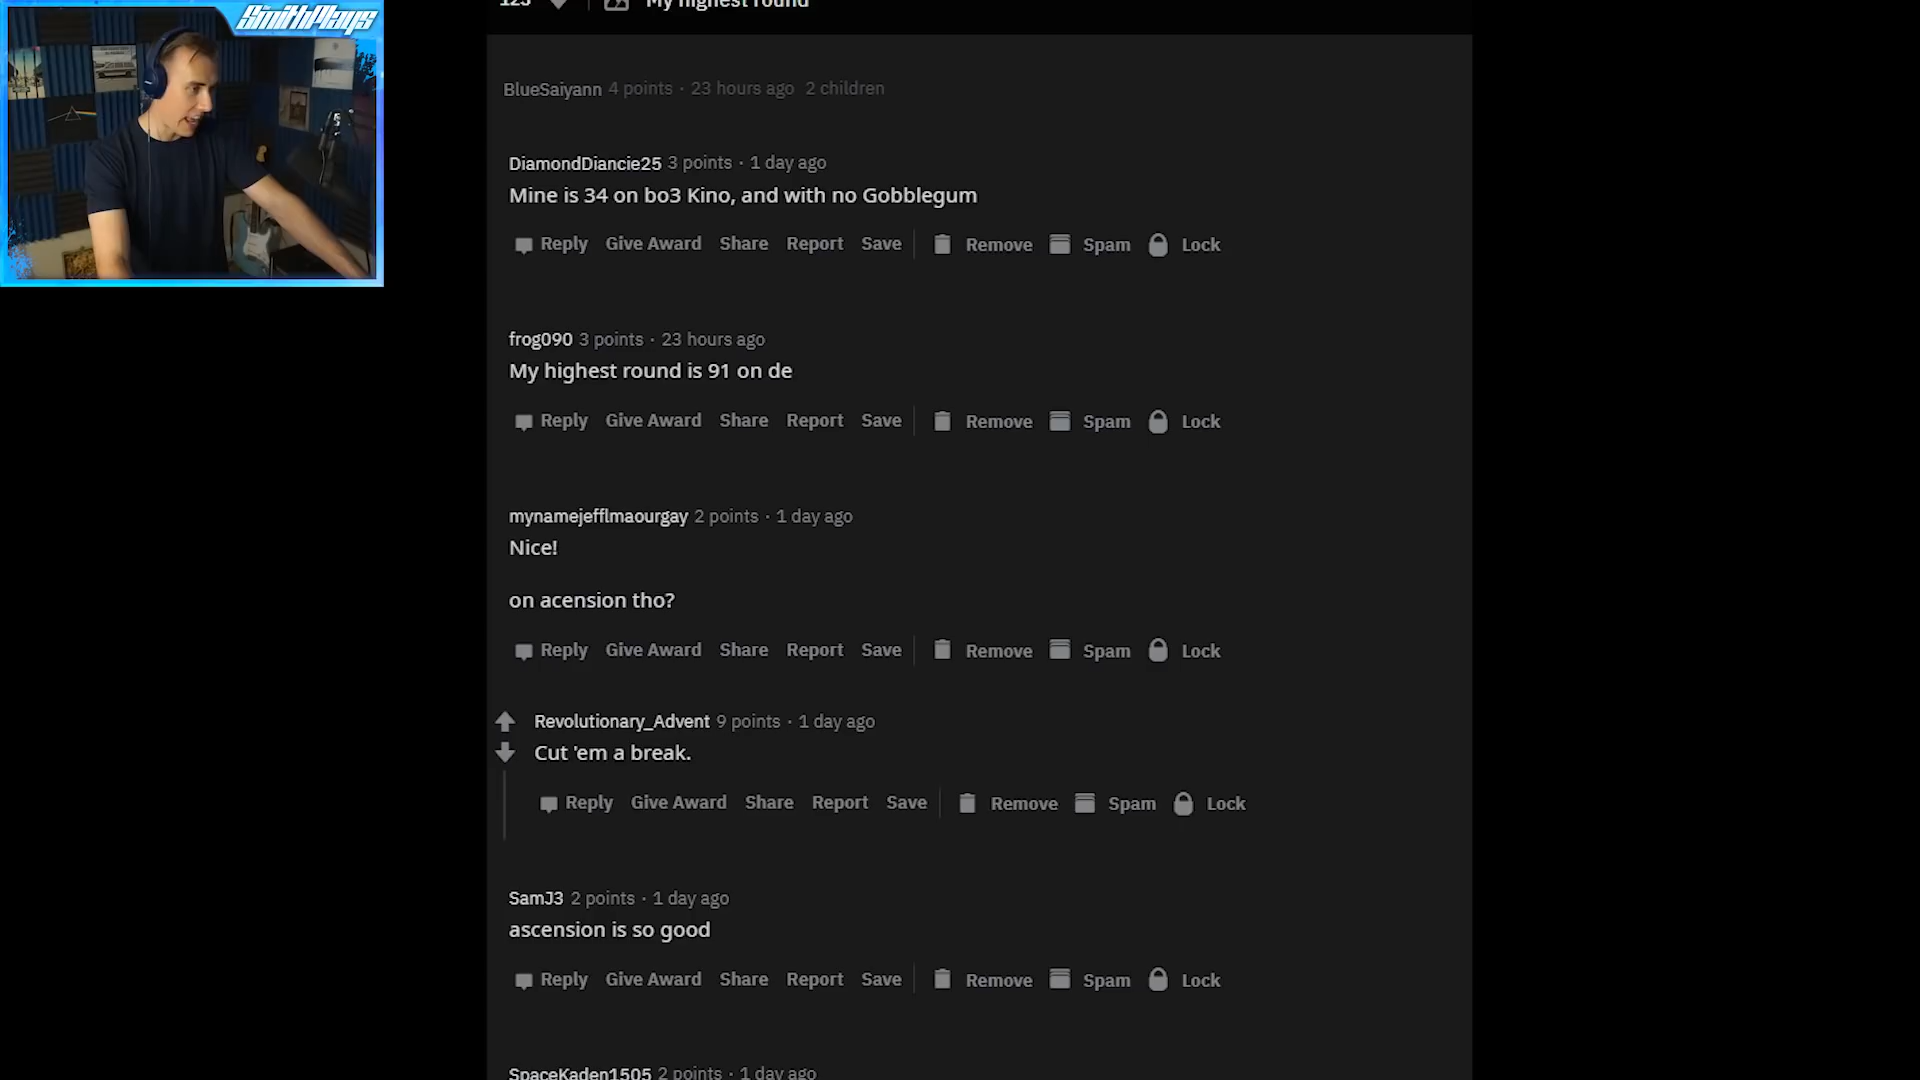 SmithPlays
123 My highest round
BlueSaiyann 4 points · 23 hours ago 2 children
DiamondDiancie25 3 points · 1 day ago
Mine is 34 on bo3 Kino, and with no Gobblegum
Reply Give Award Share Report Save Remove Spam Lock
frog090 3 points · 23 hours ago
My highest round is 91 on de
Reply Give Award Share Report Save Remove Spam Lock
mynamejefflmaourgay 2 points · 1 day ago
Nice!
on acension tho?
Reply Give Award Share Report Save Remove Spam Lock
Revolutionary_Advent 9 points · 1 day ago
Cut 'em a break.
Reply Give Award Share Report Save Remove Spam Lock
SamJ3 2 points · 1 day ago
ascension is so good
Reply Give Award Share Report Save Remove Spam Lock
SpaceKaden1505 2 points · 1 day ago